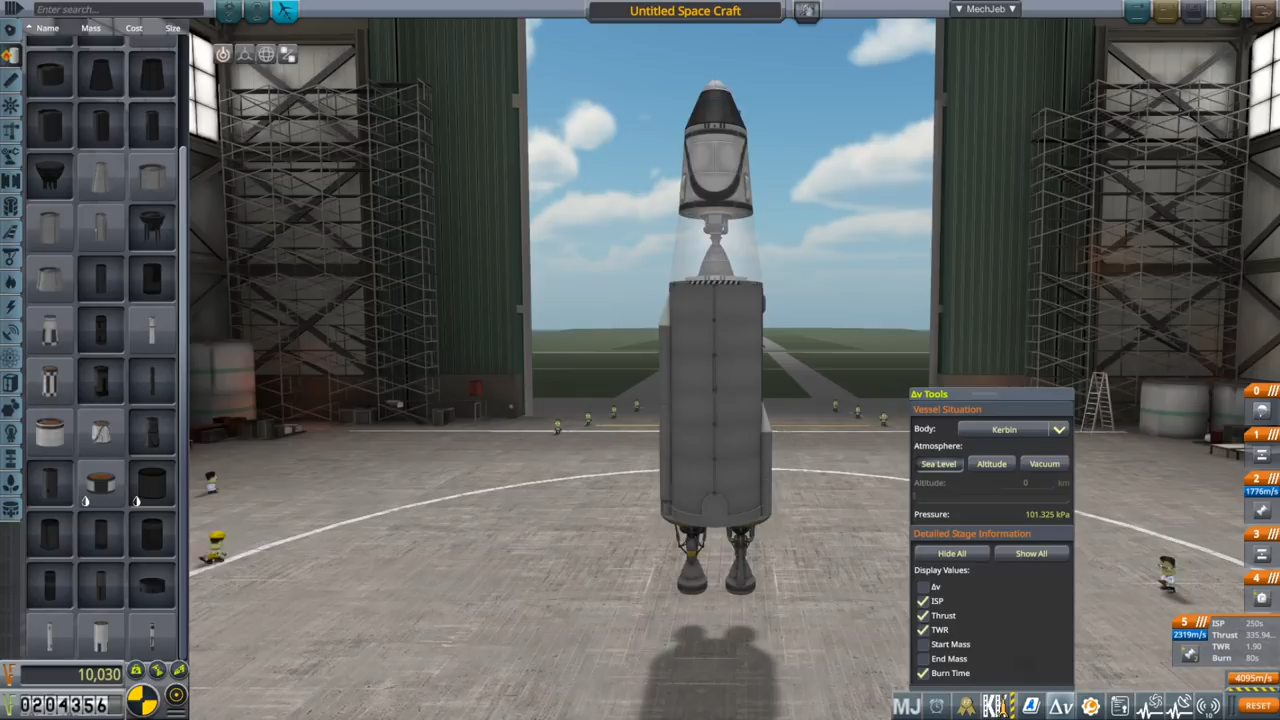 Enter search...
Untitled Space Craft
▼ MechJeb ▼
Name Mass Cost Size
Δv Tools
Vessel Situation
Body: Kerbin
Atmosphere:
Sea Level Altitude Vacuum
Altitude: 0 km
Pressure: 101.325 kPa
Detailed Stage Information
Hide All Show All
Display Values:
Δv
ISP
Thrust
TWR
Start Mass
End Mass
Burn Time
0
1
2
1776m/s
3
4
5 ISP 250s
2319m/s Thrust 335.94...
TWR 1.90
2 Burn 80s
4095m/s
10,030
0204356
MJ Δv
RESET